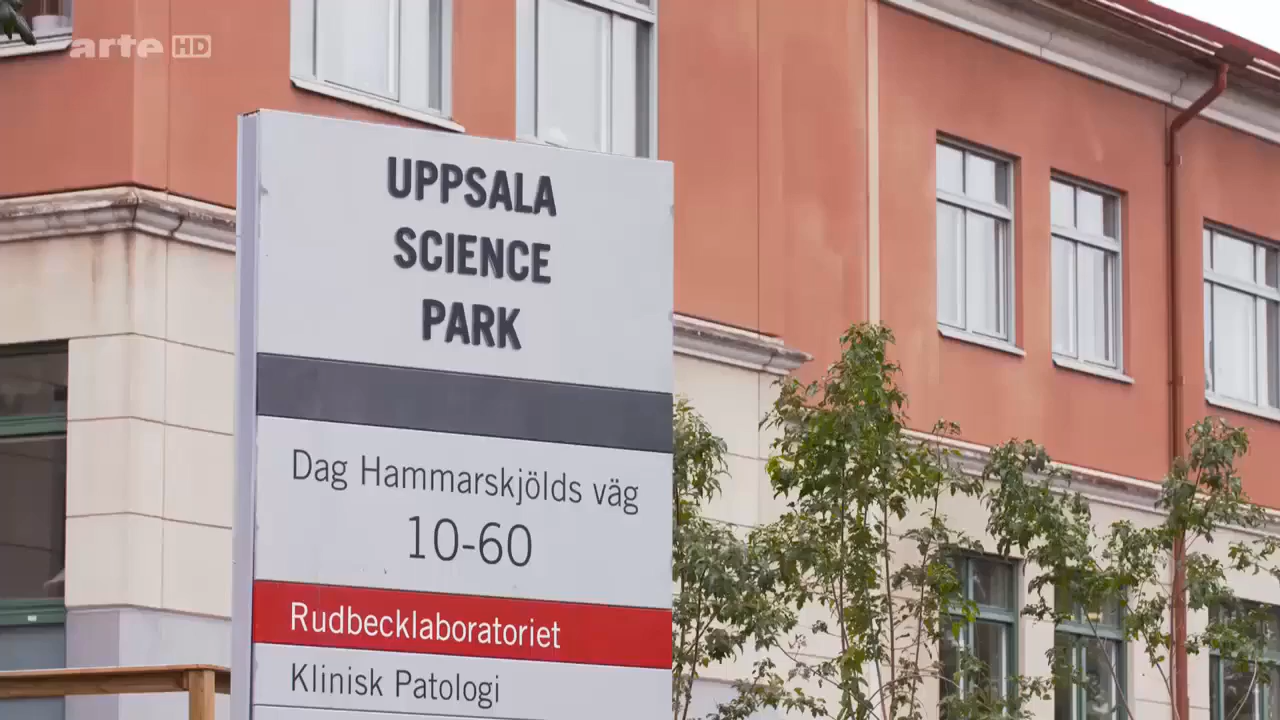 arte HD
UPPSALA
SCIENCE
PARK
Dag Hammarskjölds väg
10-60
Rudbecklaboratoriet
Klinisk Patologi